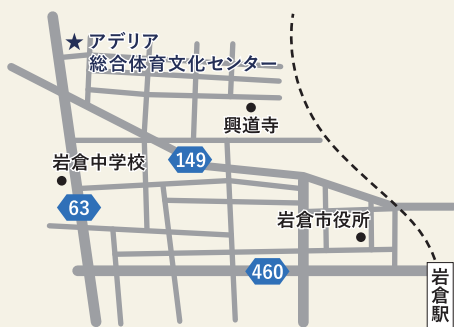 ★ アデリア
総合体育文化センター
興道寺
岩倉中学校
149
63
岩倉市役所
460
岩倉駅